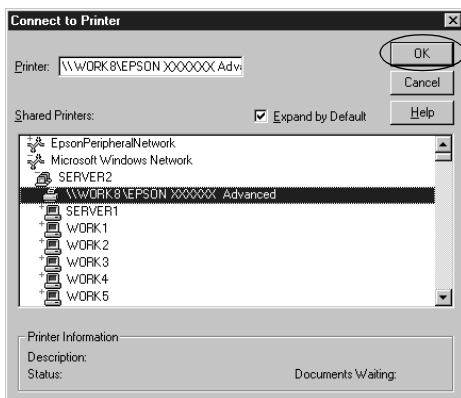 Connect to Printer
Printer: \\WORK8\EPSON XXXXXX Adv
OK
Cancel
Shared Printers:
Expand by Default
Help
EpsonPeripheralNetwork
Microsoft Windows Network
SERVER2
\\WORK8\EPSON XXXXXX Advanced
SERVER1
WORK1
WORK2
WORK3
WORK4
WORK5
Printer Information
Description:
Status: Documents Waiting: